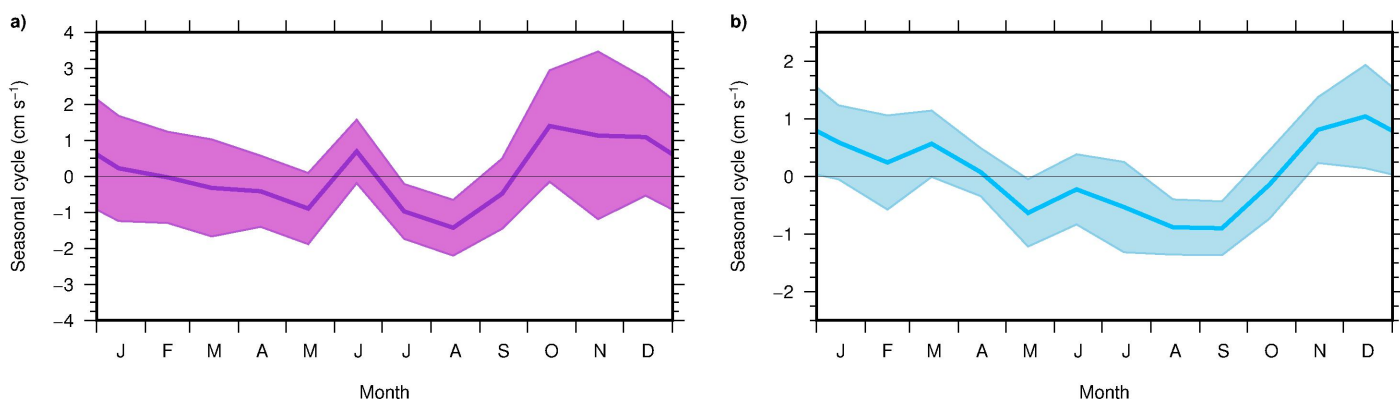 a)
4
3
2
1
0
−1
−2
−3
−4
Seasonal cycle (cm s⁻¹)
J F M A M J J A S O N D
Month
b)
2
1
0
−1
−2
Seasonal cycle (cm s⁻¹)
J F M A M J J A S O N D
Month